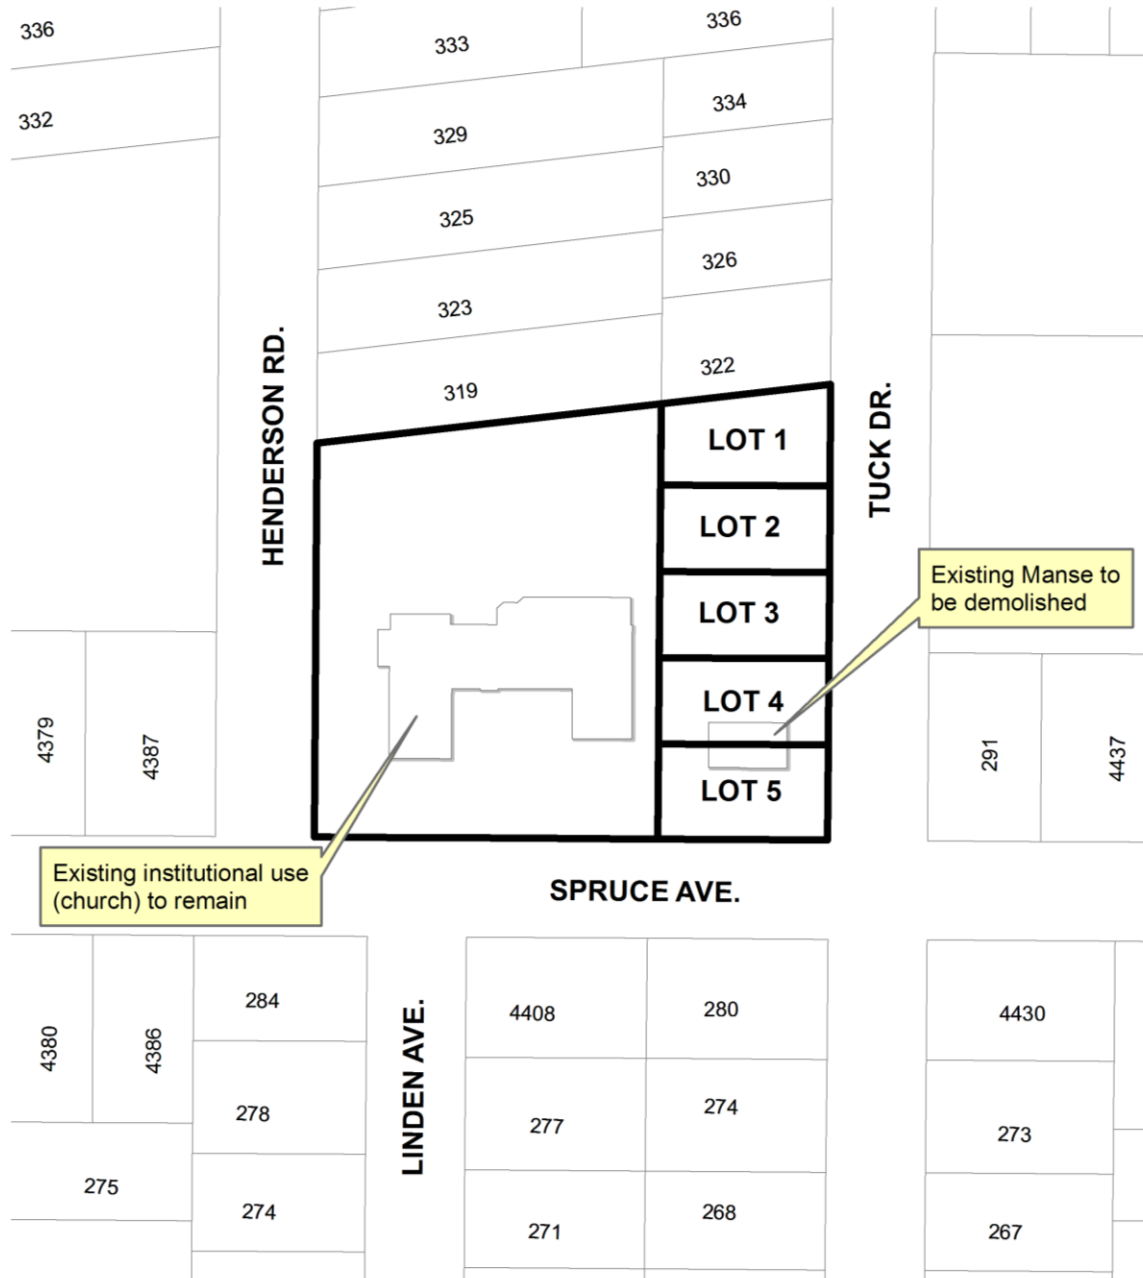 336
333
336
332
329
334
325
330
323
326
319
322
HENDERSON RD.
TUCK DR.
LOT 1
LOT 2
LOT 3
LOT 4
LOT 5
Existing Manse to
be demolished
4379
4387
291
4437
Existing institutional use
(church) to remain
SPRUCE AVE.
LINDEN AVE.
4380
4386
284
4408
280
4430
278
277
274
273
275
274
271
268
267